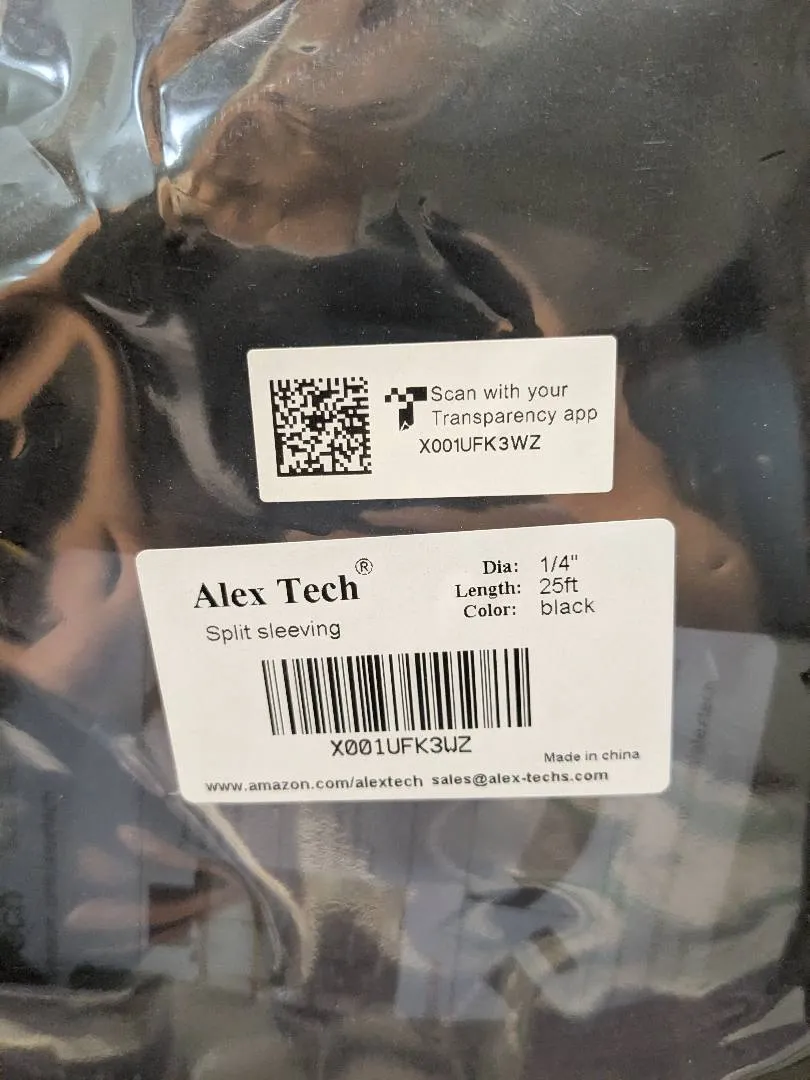 Scan with your
Transparency app
X001UFK3WZ
Alex Tech®
Split sleeving
Dia: 1/4"
Length: 25ft
Color: black
X001UFK3WZ
Made in china
www.amazon.com/alextech sales@alex-techs.com